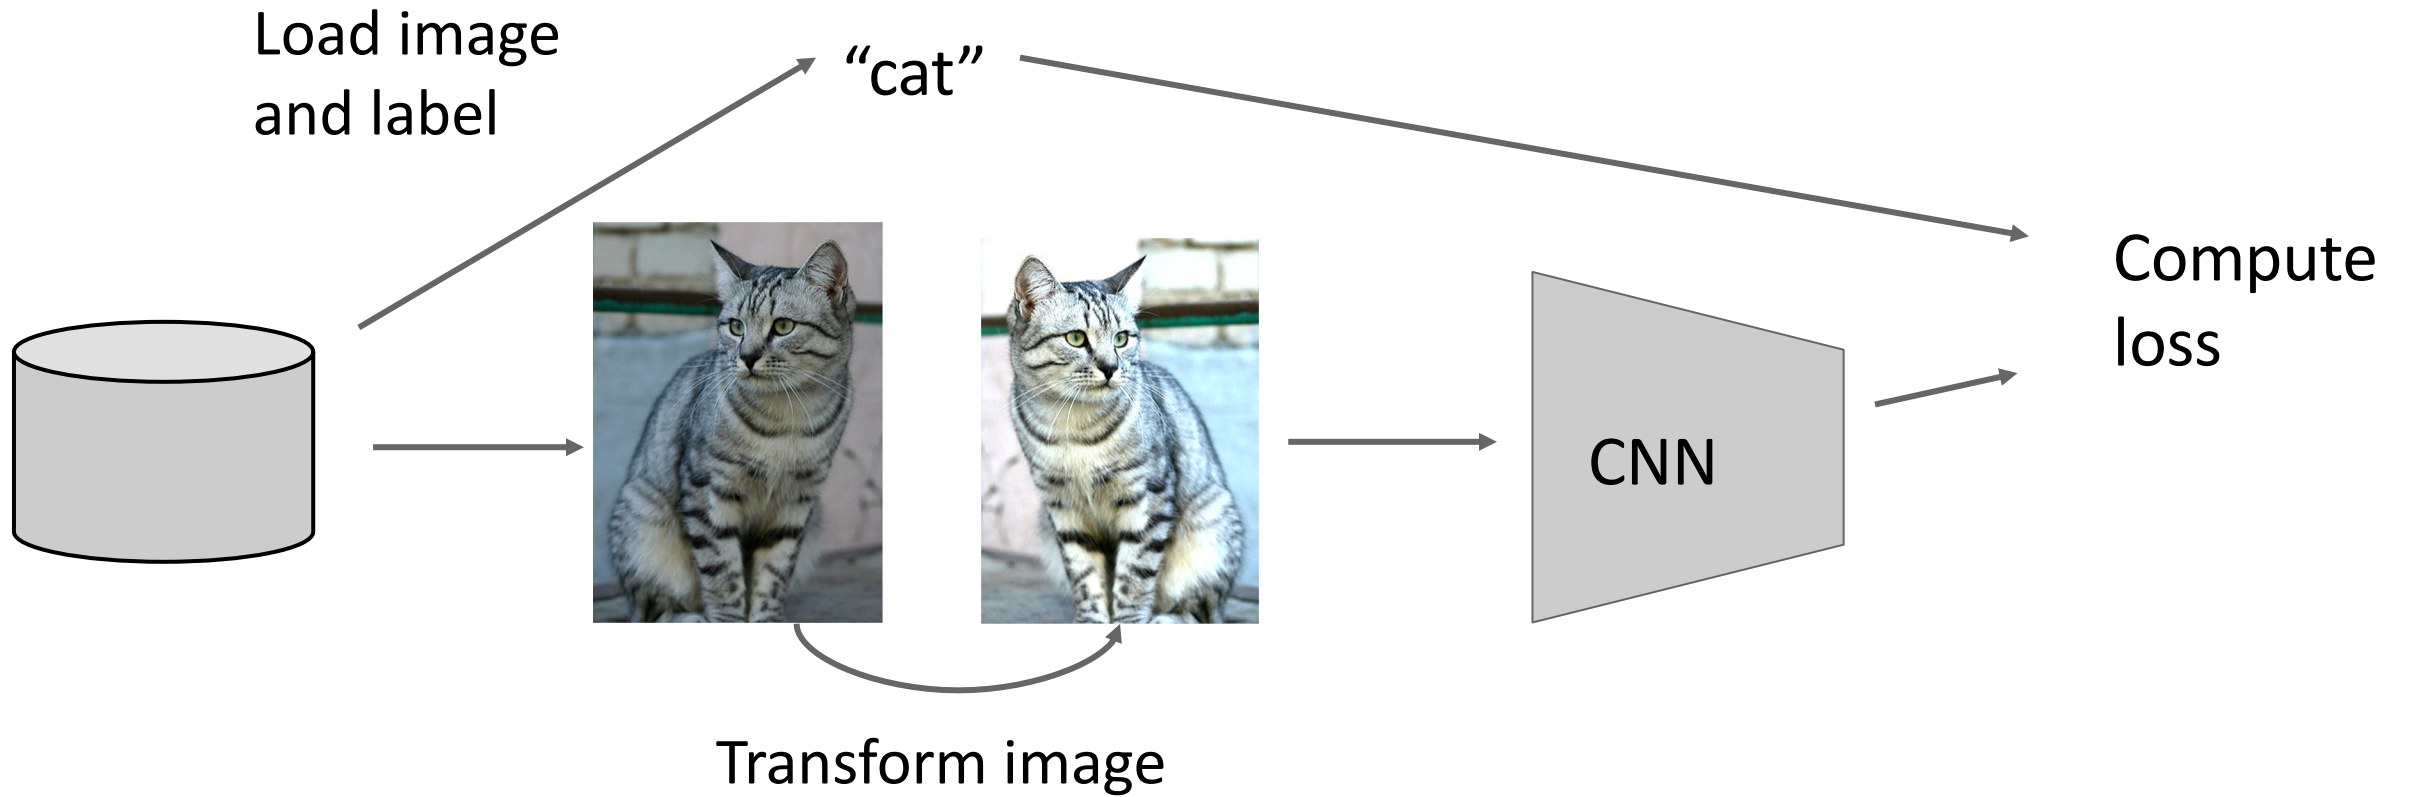 Load image
and label
“cat”
Compute
loss
CNN
Transform image